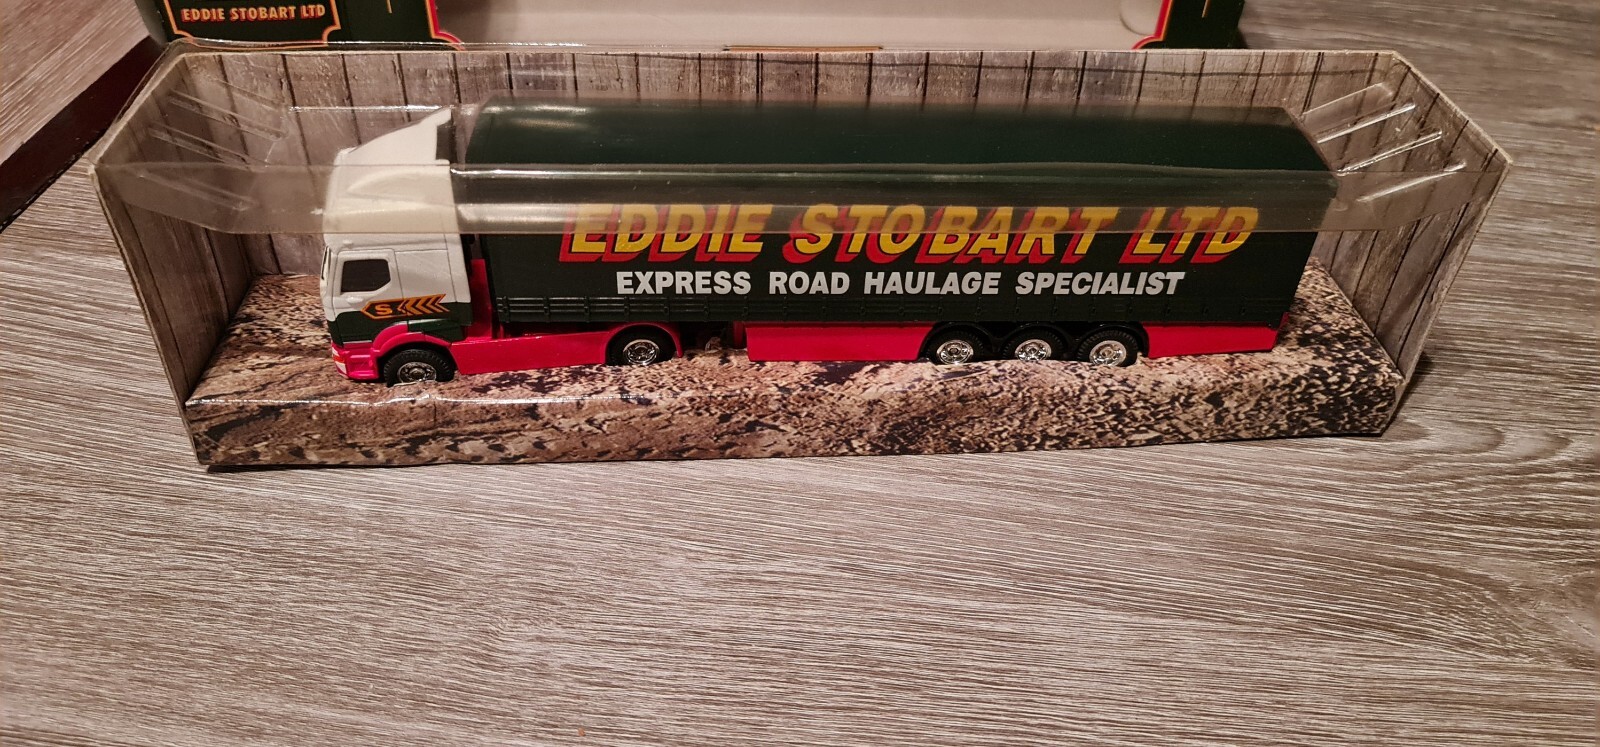 EDDIE STOBART LTD
EDDIE STOBART LTD
EXPRESS ROAD HAULAGE SPECIALIST
S